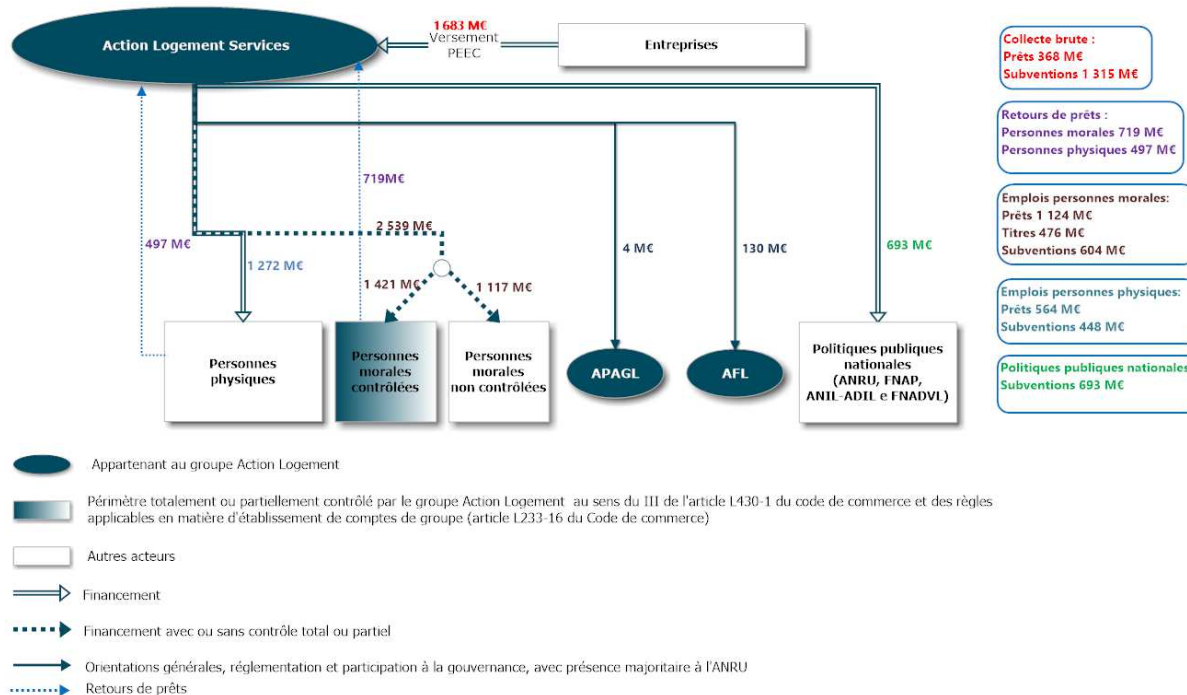 1 683 M€
Action Logement Services
Versement
PEEC
Entreprises
Collecte brute :
Prêts 368 M€
Subventions 1 315 M€
Retours de prêts :
Personnes morales 719 M€
Personnes physiques 497 M€
719M€
Emplois personnes morales:
Prêts 1 124 M€
Titres 476 M€
Subventions 604 M€
2 539 M€
497 M€
4 M€
130 M€
693 M€
1 272 M€
1 421 M€
1 117 M€
Emplois personnes physiques:
Prêts 564 M€
Subventions 448 M€
Personnes
physiques
Personnes
morales
contrôlées
Personnes
morales
non contrôlées
APAGL
AFL
Politiques publiques
nationales
(ANRU, FNAP,
ANIL-ADIL e FNADVL)
Politiques publiques nationales
Subventions 693 M€
Appartenant au groupe Action Logement
Périmètre totalement ou partiellement contrôlé par le groupe Action Logement au sens du III de l'article L430-1 du code de commerce et des règles
applicables en matière d'établissement de comptes de groupe (article L233-16 du Code de commerce)
Autres acteurs
Financement
Financement avec ou sans contrôle total ou partiel
Orientations générales, réglementation et participation à la gouvernance, avec présence majoritaire à l'ANRU
Retours de prêts